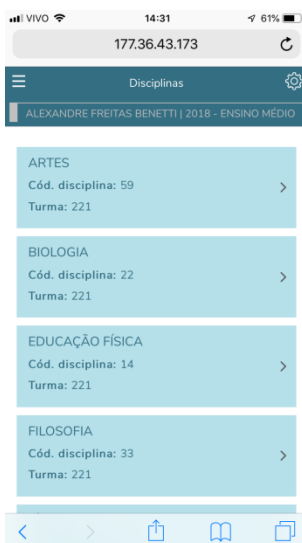 VIVO 14:31 61%
177.36.43.173
Disciplinas
ALEXANDRE FREITAS BENETTI | 2018 - ENSINO MÉDIO
ARTES
Cód. disciplina: 59
Turma: 221
BIOLOGIA
Cód. disciplina: 22
Turma: 221
EDUCAÇÃO FÍSICA
Cód. disciplina: 14
Turma: 221
FILOSOFIA
Cód. disciplina: 33
Turma: 221